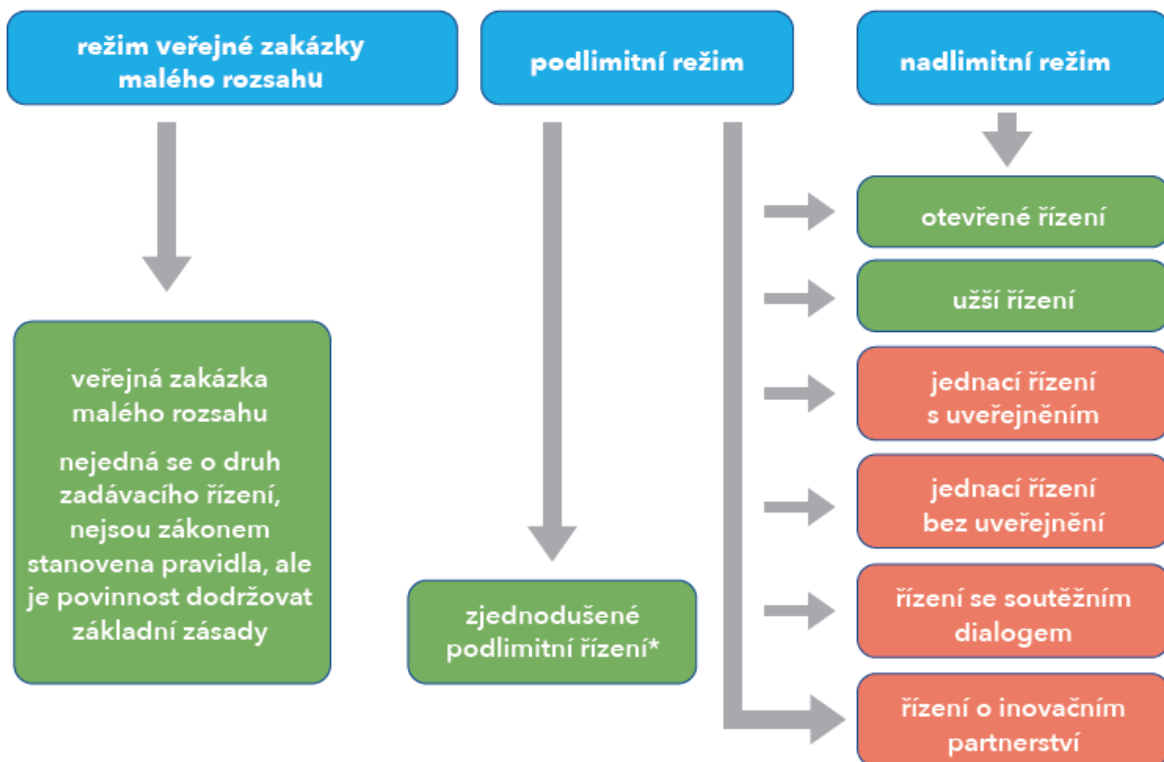 režim veřejné zakázky
malého rozsahu
podlimitní režim
nadlimitní režim
veřejná zakázka
malého rozsahu
nejedná se o druh
zadávacího řízení,
nejsou zákonem
stanovena pravidla, ale
je povinnost dodržovat
základní zásady
zjednodušené
podlimitní řízení*
otevřené řízení
užší řízení
jednací řízení
s uveřejněním
jednací řízení
bez uveřejnění
řízení se soutěžním
dialogem
řízení o inovačním
partnerství